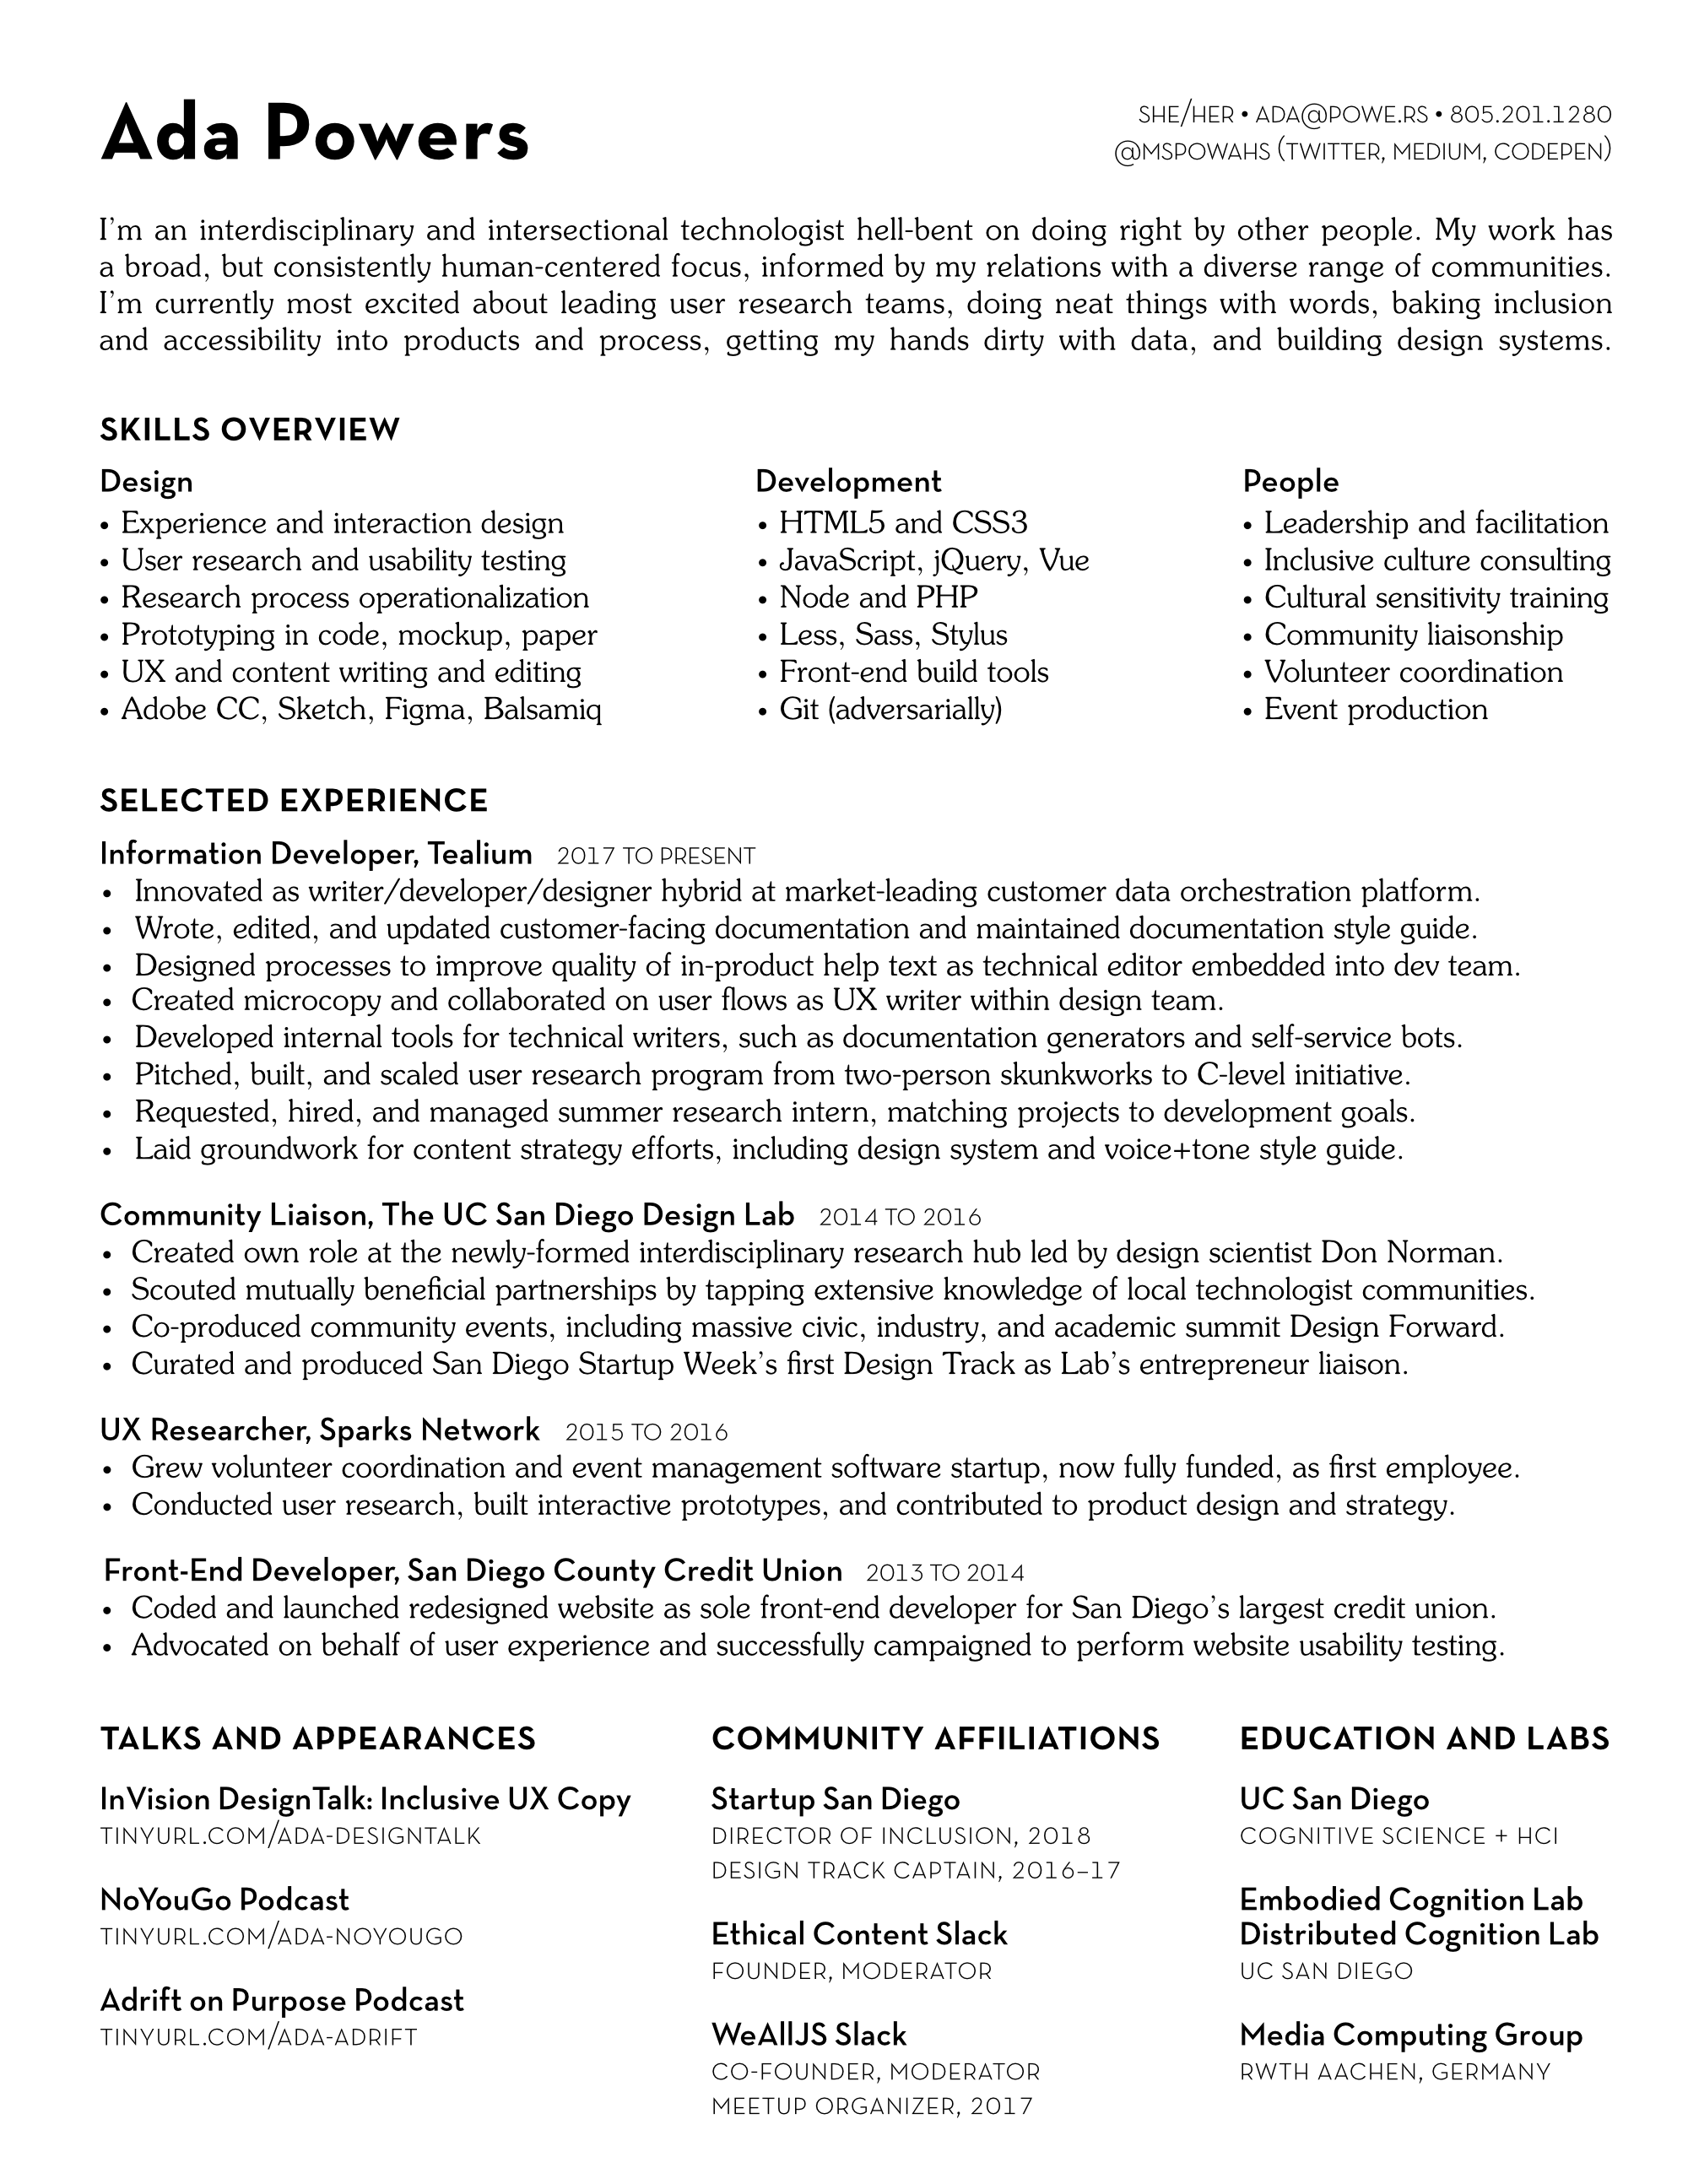 Ada Powers
SHE/HER • ADA@POWE.RS • 805.201.1280
@MSPOWAHS (TWITTER, MEDIUM, CODEPEN)
I’m an interdisciplinary and intersectional technologist hell-bent on doing right by other people. My work has
a broad, but consistently human-centered focus, informed by my relations with a diverse range of communities.
I’m currently most excited about leading user research teams, doing neat things with words, baking inclusion
and accessibility into products and process, getting my hands dirty with data, and building design systems.
SKILLS OVERVIEW
Design
• Experience and interaction design
• User research and usability testing
• Research process operationalization
• Prototyping in code, mockup, paper
• UX and content writing and editing
• Adobe CC, Sketch, Figma, Balsamiq
Development
• HTML5 and CSS3
• JavaScript, jQuery, Vue
• Node and PHP
• Less, Sass, Stylus
• Front-end build tools
• Git (adversarially)
People
• Leadership and facilitation
• Inclusive culture consulting
• Cultural sensitivity training
• Community liaisonship
• Volunteer coordination
• Event production
SELECTED EXPERIENCE
Information Developer, Tealium 2017 TO PRESENT
• Innovated as writer/developer/designer hybrid at market-leading customer data orchestration platform.
• Wrote, edited, and updated customer-facing documentation and maintained documentation style guide.
• Designed processes to improve quality of in-product help text as technical editor embedded into dev team.
• Created microcopy and collaborated on user flows as UX writer within design team.
• Developed internal tools for technical writers, such as documentation generators and self-service bots.
• Pitched, built, and scaled user research program from two-person skunkworks to C-level initiative.
• Requested, hired, and managed summer research intern, matching projects to development goals.
• Laid groundwork for content strategy efforts, including design system and voice+tone style guide.
Community Liaison, The UC San Diego Design Lab 2014 TO 2016
• Created own role at the newly-formed interdisciplinary research hub led by design scientist Don Norman.
• Scouted mutually beneficial partnerships by tapping extensive knowledge of local technologist communities.
• Co-produced community events, including massive civic, industry, and academic summit Design Forward.
• Curated and produced San Diego Startup Week’s first Design Track as Lab’s entrepreneur liaison.
UX Researcher, Sparks Network 2015 TO 2016
• Grew volunteer coordination and event management software startup, now fully funded, as first employee.
• Conducted user research, built interactive prototypes, and contributed to product design and strategy.
Front-End Developer, San Diego County Credit Union 2013 TO 2014
• Coded and launched redesigned website as sole front-end developer for San Diego’s largest credit union.
• Advocated on behalf of user experience and successfully campaigned to perform website usability testing.
TALKS AND APPEARANCES
InVision DesignTalk: Inclusive UX Copy
TINYURL.COM/ADA-DESIGNTALK
NoYouGo Podcast
TINYURL.COM/ADA-NOYOUGO
Adrift on Purpose Podcast
TINYURL.COM/ADA-ADRIFT
COMMUNITY AFFILIATIONS
Startup San Diego
DIRECTOR OF INCLUSION, 2018
DESIGN TRACK CAPTAIN, 2016–17
Ethical Content Slack
FOUNDER, MODERATOR
WeAllJS Slack
CO-FOUNDER, MODERATOR
MEETUP ORGANIZER, 2017
EDUCATION AND LABS
UC San Diego
COGNITIVE SCIENCE + HCI
Embodied Cognition Lab
Distributed Cognition Lab
UC SAN DIEGO
Media Computing Group
RWTH AACHEN, GERMANY